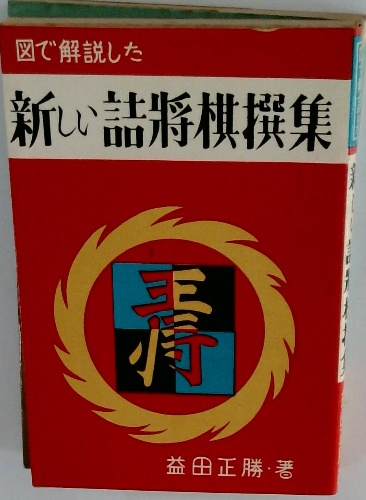 図で解説した
新しい詰將棋撰集
王将
益田正勝・著